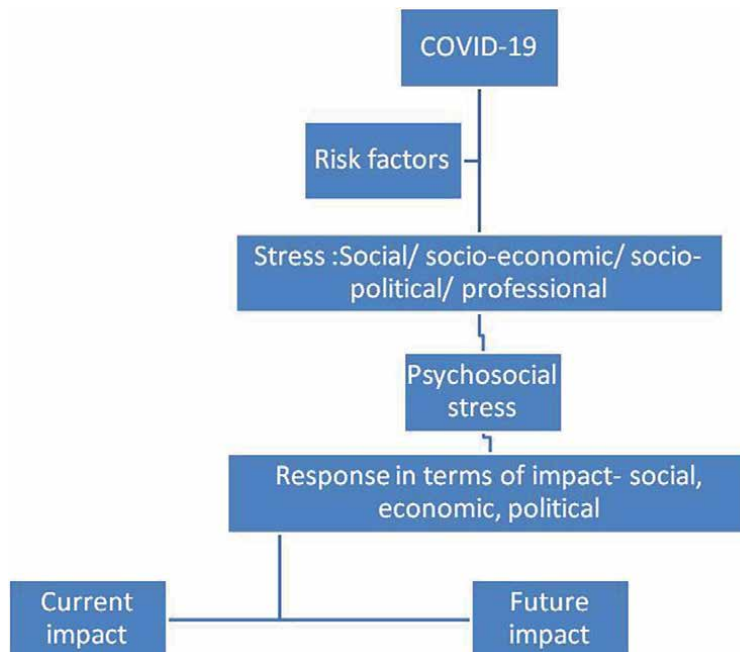 COVID-19
Risk factors
Stress :Social/ socio-economic/ socio-
political/ professional
Psychosocial
stress
Response in terms of impact- social,
economic, political
Current
impact
Future
impact